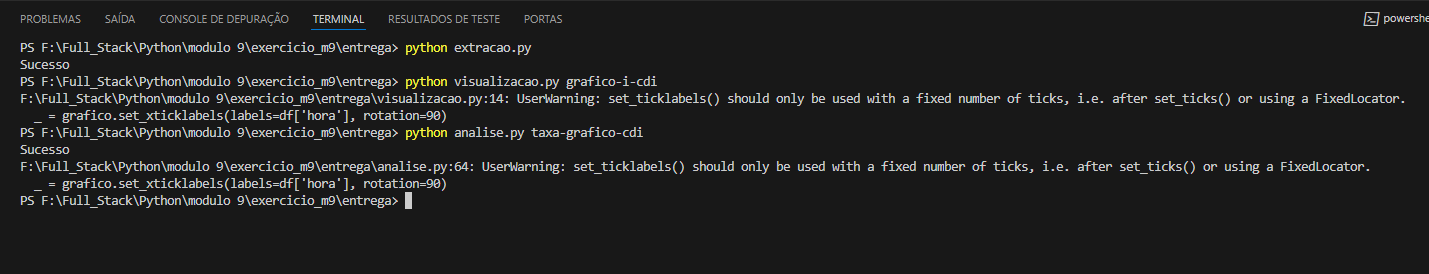 PROBLEMAS SAÍDA CONSOLE DE DEPURAÇÃO TERMINAL RESULTADOS DE TESTE PORTAS powershe
PS F:\Full_Stack\Python\modulo 9\exercicio_m9\entrega> python extracao.py
Sucesso
PS F:\Full_Stack\Python\modulo 9\exercicio_m9\entrega> python visualizacao.py grafico-i-cdi
F:\Full_Stack\Python\modulo 9\exercicio_m9\entrega\visualizacao.py:14: UserWarning: set_ticklabels() should only be used with a fixed number of ticks, i.e. after set_ticks() or using a FixedLocator.
_ = grafico.set_xticklabels(labels=df['hora'], rotation=90)
PS F:\Full_Stack\Python\modulo 9\exercicio_m9\entrega> python analise.py taxa-grafico-cdi
Sucesso
F:\Full_Stack\Python\modulo 9\exercicio_m9\entrega\analise.py:64: UserWarning: set_ticklabels() should only be used with a fixed number of ticks, i.e. after set_ticks() or using a FixedLocator.
_ = grafico.set_xticklabels(labels=df['hora'], rotation=90)
PS F:\Full_Stack\Python\modulo 9\exercicio_m9\entrega>